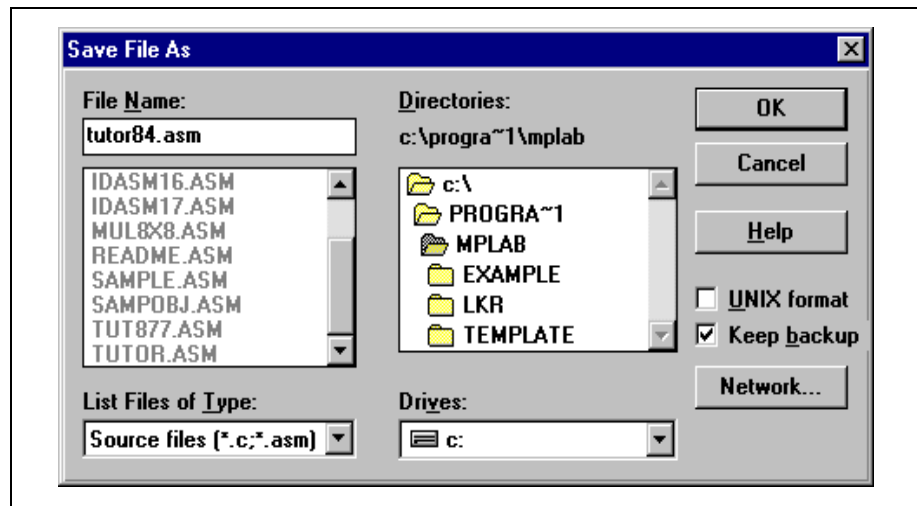 Save File As
File Name:
tutor84.asm
IDASM16.ASM
IDASM17.ASM
MUL8X8.ASM
README.ASM
SAMPLE.ASM
SAMPOBJ.ASM
TUT877.ASM
TUTOR.ASM
List Files of Type:
Source files (*.c;*.asm)
Directories:
c:\progra~1\mplab
c:\
PROGRA~1
MPLAB
EXAMPLE
LKR
TEMPLATE
Drives:
c:
OK
Cancel
Help
UNIX format
Keep backup
Network...